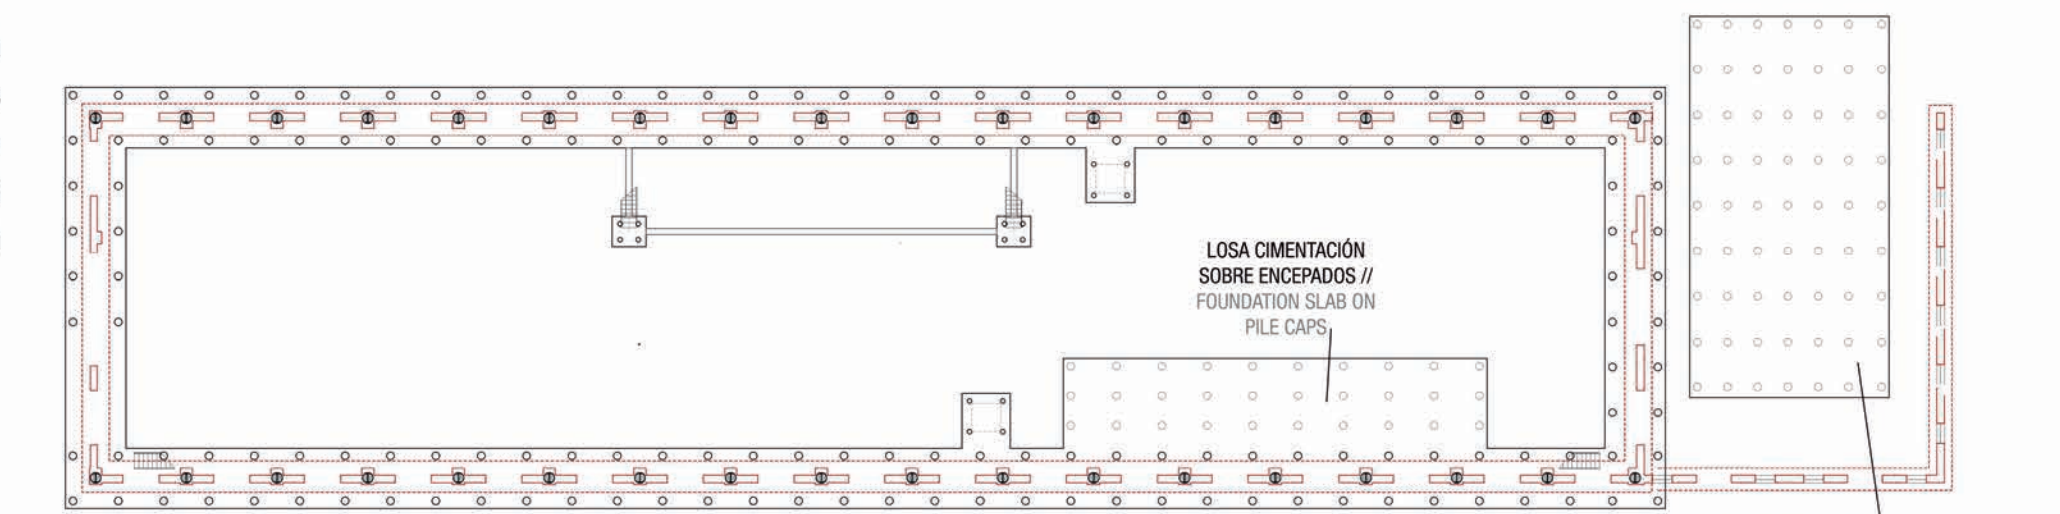 LOSA CIMENTACIÓN
SOBRE ENCEPADOS //
FOUNDATION SLAB ON
PILE CAPS